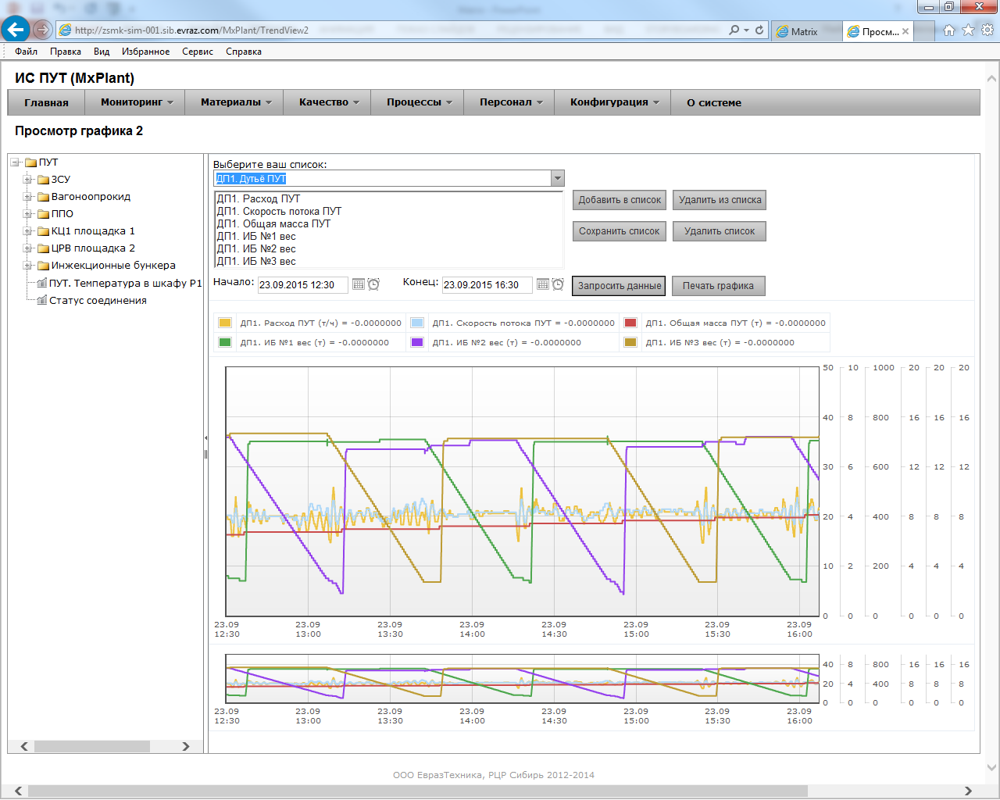 http://zsmk-sim-001.sib.evraz.com/MxPlant/TrendView2
Matrix
Просм...
Файл Правка Вид Избранное Сервис Справка
ИС ПУТ (MxPlant)
Главная Мониторинг Материалы Качество Процессы Персонал Конфигурация О системе
Просмотр графика 2
ПУТ
ЗСУ
Вагоноопрокид
ППО
КЦ1 площадка 1
ЦРВ площадка 2
Инжекционные бункера
ПУТ. Температура в шкафу P1
Статус соединения
Выберите ваш список:
ДП1. Дутьё ПУТ
ДП1. Расход ПУТ
ДП1. Скорость потока ПУТ
ДП1. Общая масса ПУТ
ДП1. ИБ №1 вес
ДП1. ИБ №2 вес
ДП1. ИБ №3 вес
Добавить в список Удалить из списка
Сохранить список Удалить список
Начало: 23.09.2015 12:30 Конец: 23.09.2015 16:30 Запросить данные Печать графика
ДП1. Расход ПУТ (т/ч) = -0.0000000 ДП1. Скорость потока ПУТ = -0.0000000 ДП1. Общая масса ПУТ (т) = -0.0000000
ДП1. ИБ №1 вес (т) = -0.0000000 ДП1. ИБ №2 вес (т) = -0.0000000 ДП1. ИБ №3 вес (т) = -0.0000000
50 10 1000 20 20 20
40 8 800 16 16 16
30 6 600 12 12 12
20 4 400 8 8 8
10 2 200 4 4 4
0 0 0 0 0 0
23.09 23.09 23.09 23.09 23.09 23.09 23.09 23.09
12:30 13:00 13:30 14:00 14:30 15:00 15:30 16:00
40 8 800 16 16 16
20 4 400 8 8 8
0 0 0 0 0 0
23.09 23.09 23.09 23.09 23.09 23.09 23.09 23.09
12:30 13:00 13:30 14:00 14:30 15:00 15:30 16:00
ООО ЕвразТехника, РЦР Сибирь 2012-2014